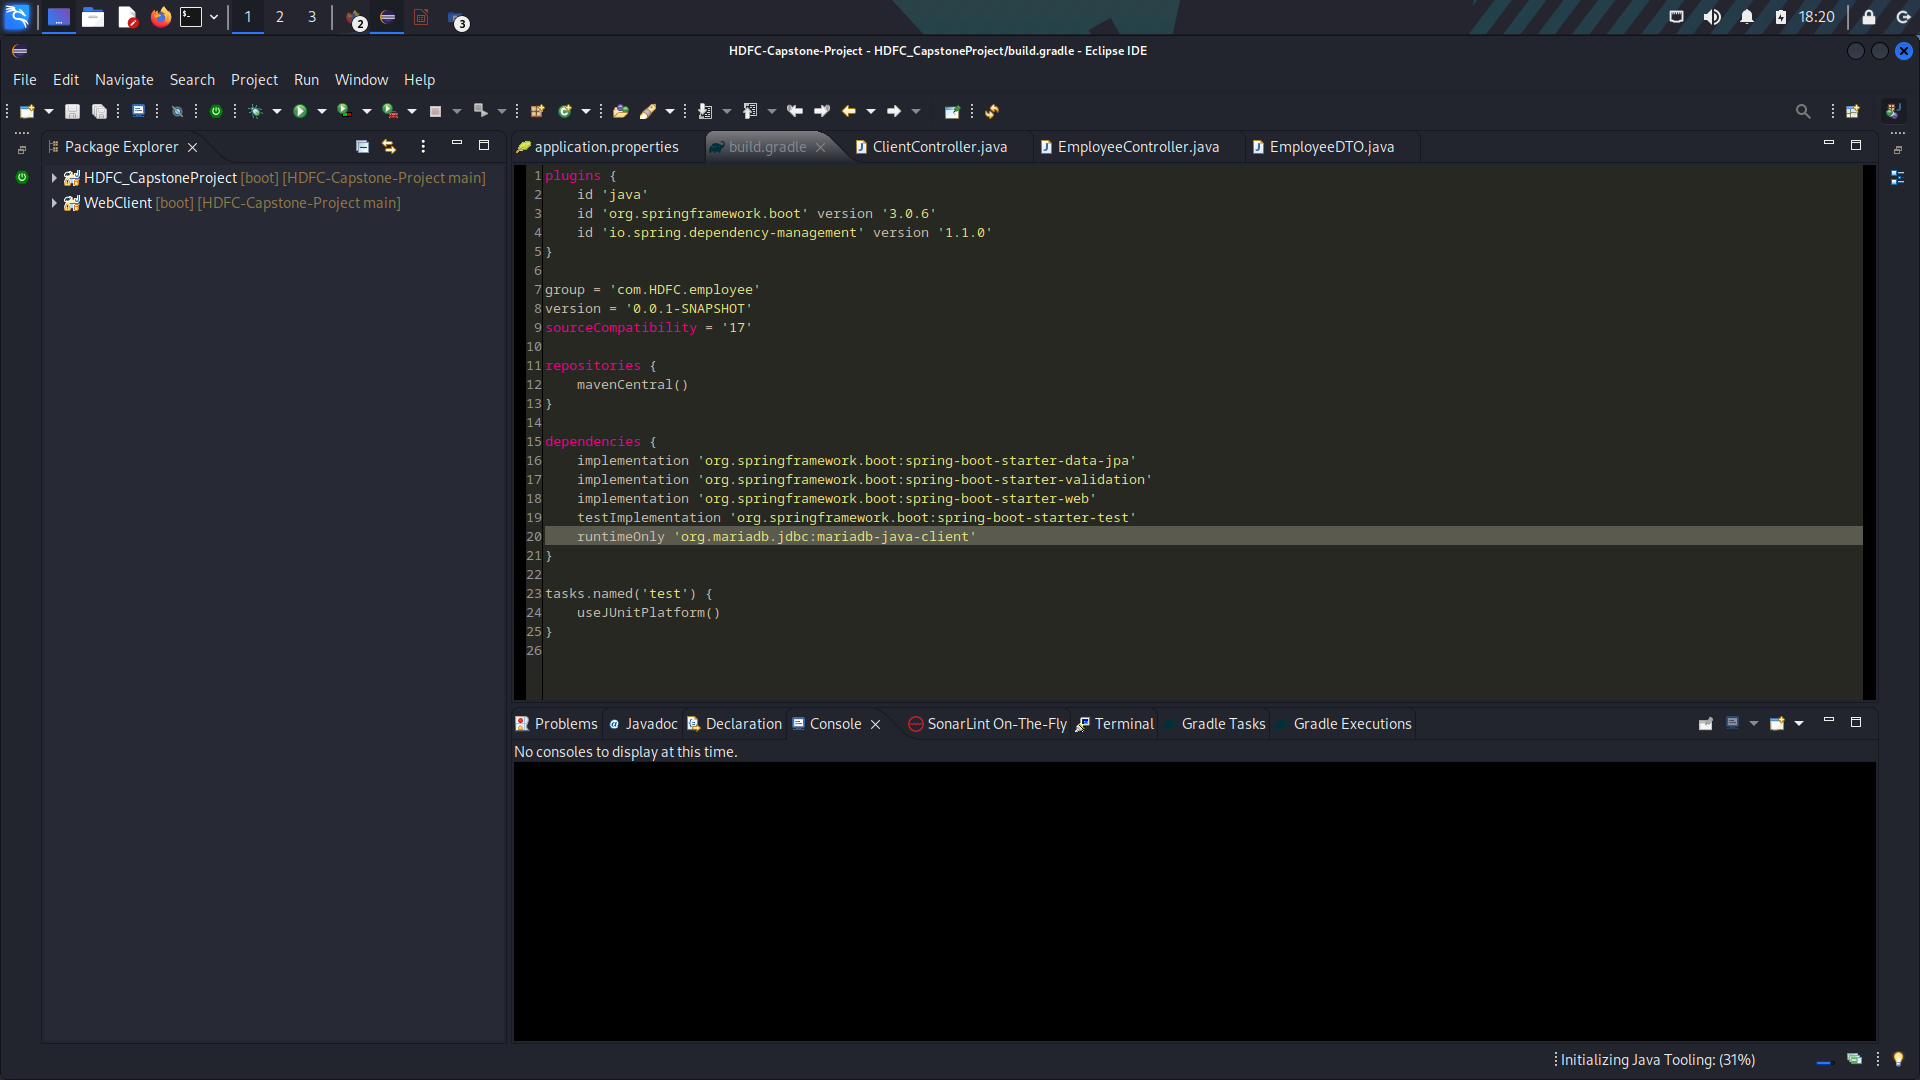 1 2 3 2 3 18:20
HDFC-Capstone-Project - HDFC_CapstoneProject/build.gradle - Eclipse IDE
File Edit Navigate Search Project Run Window Help
Package Explorer
HDFC_CapstoneProject [boot] [HDFC-Capstone-Project main]
WebClient [boot] [HDFC-Capstone-Project main]
application.properties build.gradle ClientController.java EmployeeController.java EmployeeDTO.java
1 plugins {
2     id 'java'
3     id 'org.springframework.boot' version '3.0.6'
4     id 'io.spring.dependency-management' version '1.1.0'
5 }
6
7 group = 'com.HDFC.employee'
8 version = '0.0.1-SNAPSHOT'
9 sourceCompatibility = '17'
10
11 repositories {
12     mavenCentral()
13 }
14
15 dependencies {
16     implementation 'org.springframework.boot:spring-boot-starter-data-jpa'
17     implementation 'org.springframework.boot:spring-boot-starter-validation'
18     implementation 'org.springframework.boot:spring-boot-starter-web'
19     testImplementation 'org.springframework.boot:spring-boot-starter-test'
20     runtimeOnly 'org.mariadb.jdbc:mariadb-java-client'
21 }
22
23 tasks.named('test') {
24     useJUnitPlatform()
25 }
26
Problems Javadoc Declaration Console SonarLint On-The-Fly Terminal Gradle Tasks Gradle Executions
No consoles to display at this time.
Initializing Java Tooling: (31%)